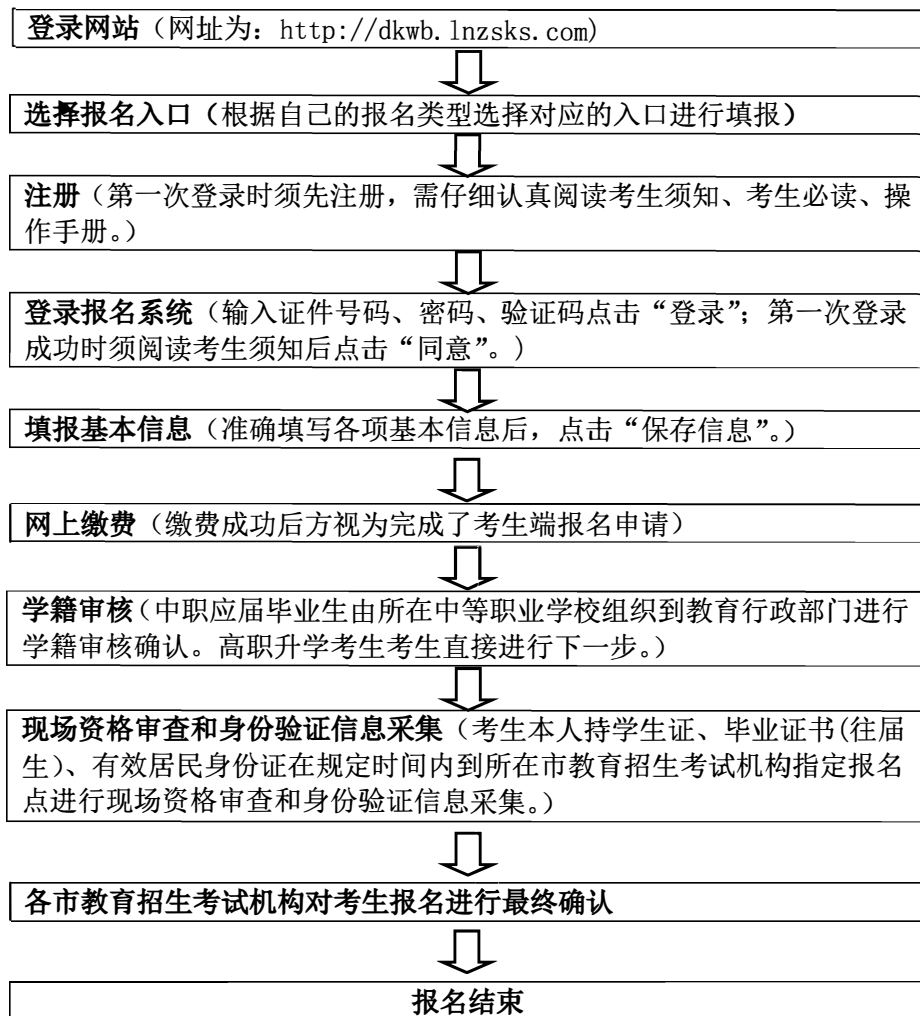 登录网站（网址为：http://dkwb.lnzsks.com)
选择报名入口（根据自己的报名类型选择对应的入口进行填报）
注册（第一次登录时须先注册，需仔细认真阅读考生须知、考生必读、操
作手册。）
登录报名系统（输入证件号码、密码、验证码点击“登录”；第一次登录
成功时须阅读考生须知后点击“同意”。）
填报基本信息（准确填写各项基本信息后，点击“保存信息”。）
网上缴费（缴费成功后方视为完成了考生端报名申请）
学籍审核（中职应届毕业生由所在中等职业学校组织到教育行政部门进行
学籍审核确认。高职升学考生考生直接进行下一步。）
现场资格审查和身份验证信息采集（考生本人持学生证、毕业证书(往届
生)、有效居民身份证在规定时间内到所在市教育招生考试机构指定报名
点进行现场资格审查和身份验证信息采集。）
各市教育招生考试机构对考生报名进行最终确认
报名结束